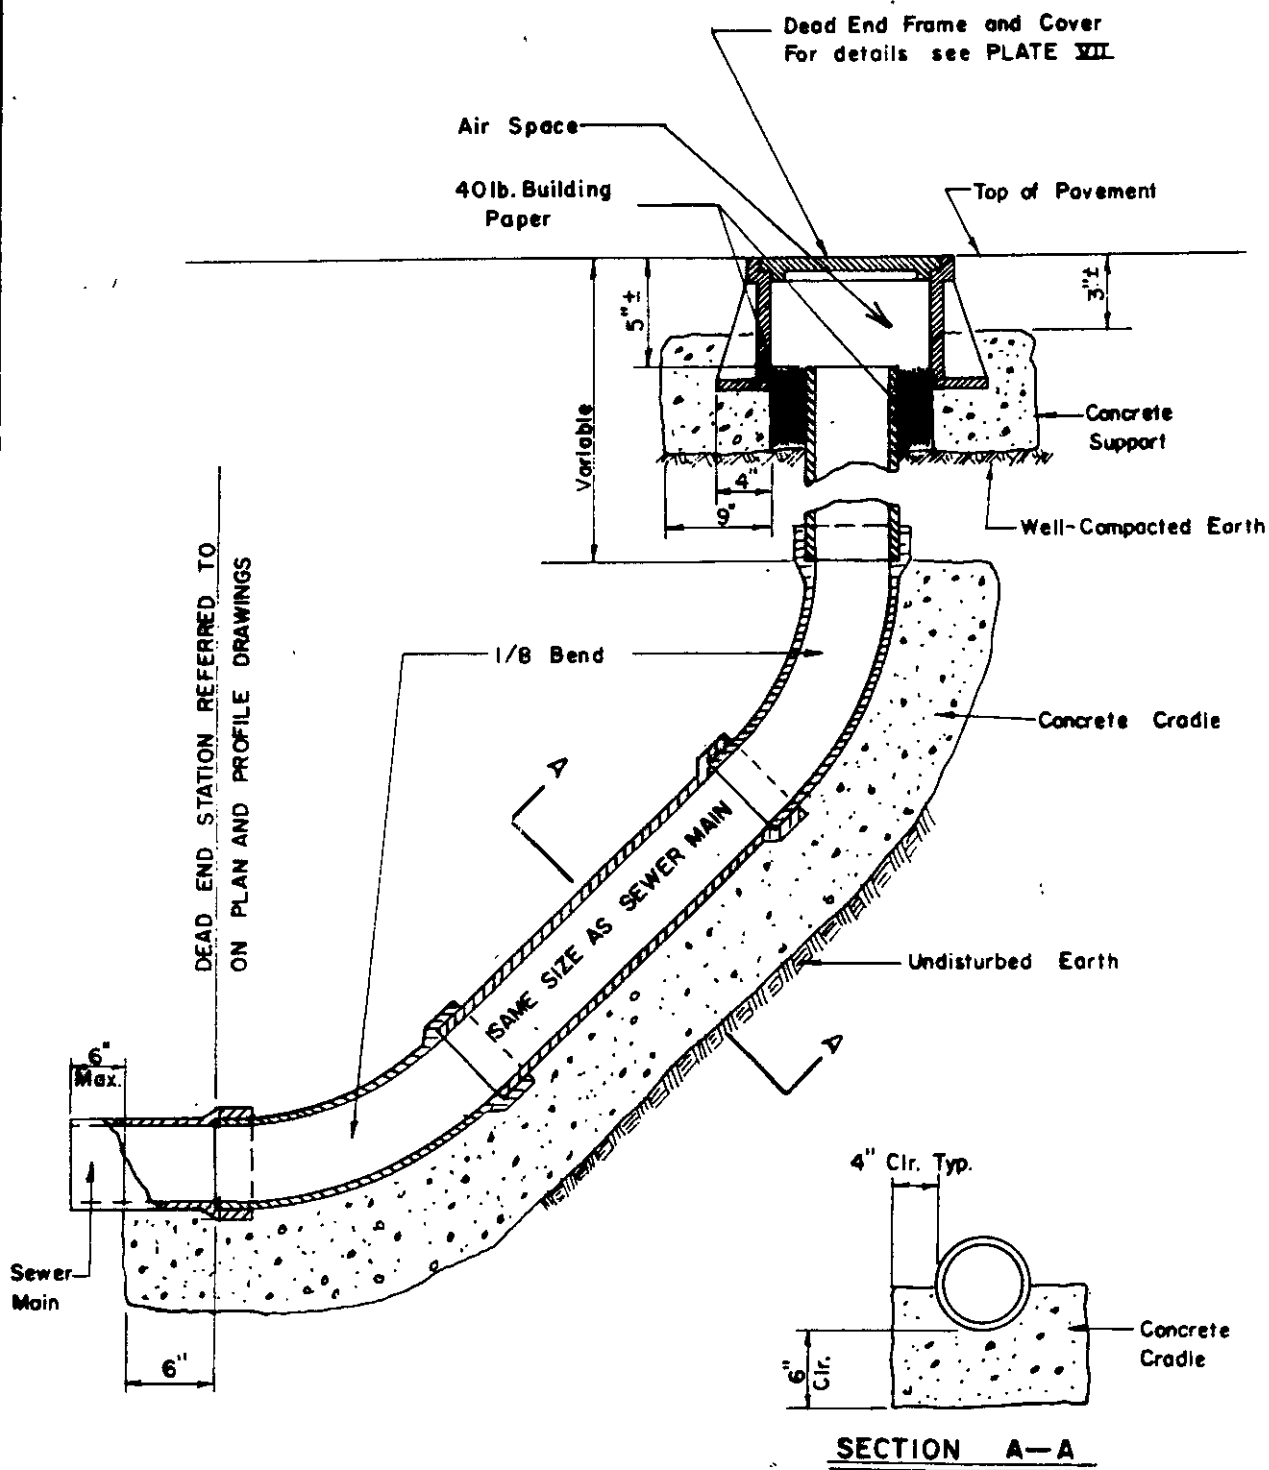 Dead End Frame and Cover
For details see PLATE VII
Air Space
40 lb. Building
Paper
Top of Pavement
5"±
3"±
Variable
Concrete
Support
4"
9"
Well-Compacted Earth
DEAD END STATION REFERRED TO
ON PLAN AND PROFILE DRAWINGS
1/8 Bend
Concrete Cradle
A
SAME SIZE AS SEWER MAIN
Undisturbed Earth
A
6"
Max.
Sewer
Main
6"
4" Clr. Typ.
6"
Clr.
Concrete
Cradle
SECTION A-A